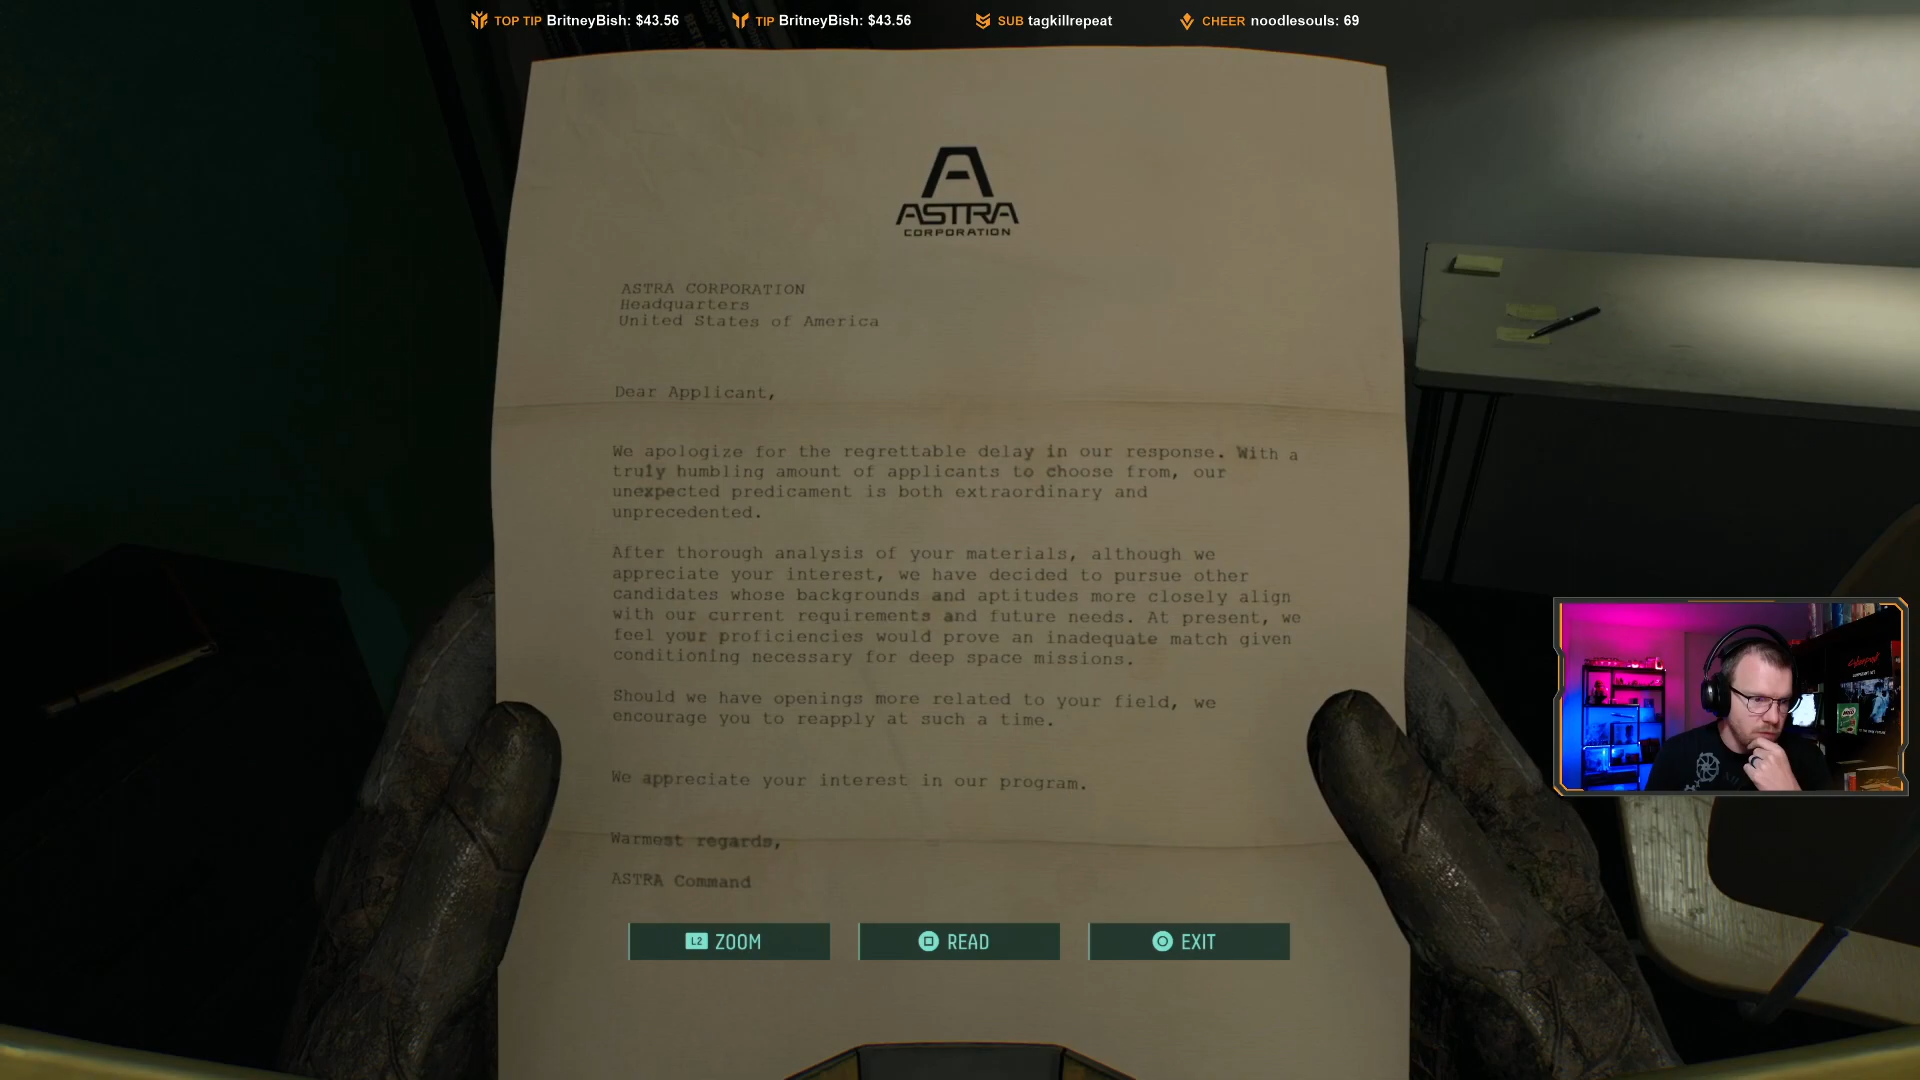 TOP TIP BritneyBish: $43.56 TIP BritneyBish: $43.56 SUB tagkillrepeat CHEER noodlesouls: 69
ASTRA
CORPORATION
ASTRA CORPORATION
Headquarters
United States of America
Dear Applicant,
We apologize for the regrettable delay in our response. With a
truly humbling amount of applicants to choose from, our
unexpected predicament is both extraordinary and
unprecedented.
After thorough analysis of your materials, although we
appreciate your interest, we have decided to pursue other
candidates whose backgrounds and aptitudes more closely align
with our current requirements and future needs. At present, we
feel your proficiencies would prove an inadequate match given
conditioning necessary for deep space missions.
Should we have openings more related to your field, we
encourage you to reapply at such a time.
We appreciate your interest in our program.
Warmest regards,
ASTRA Command
L2 ZOOM READ EXIT